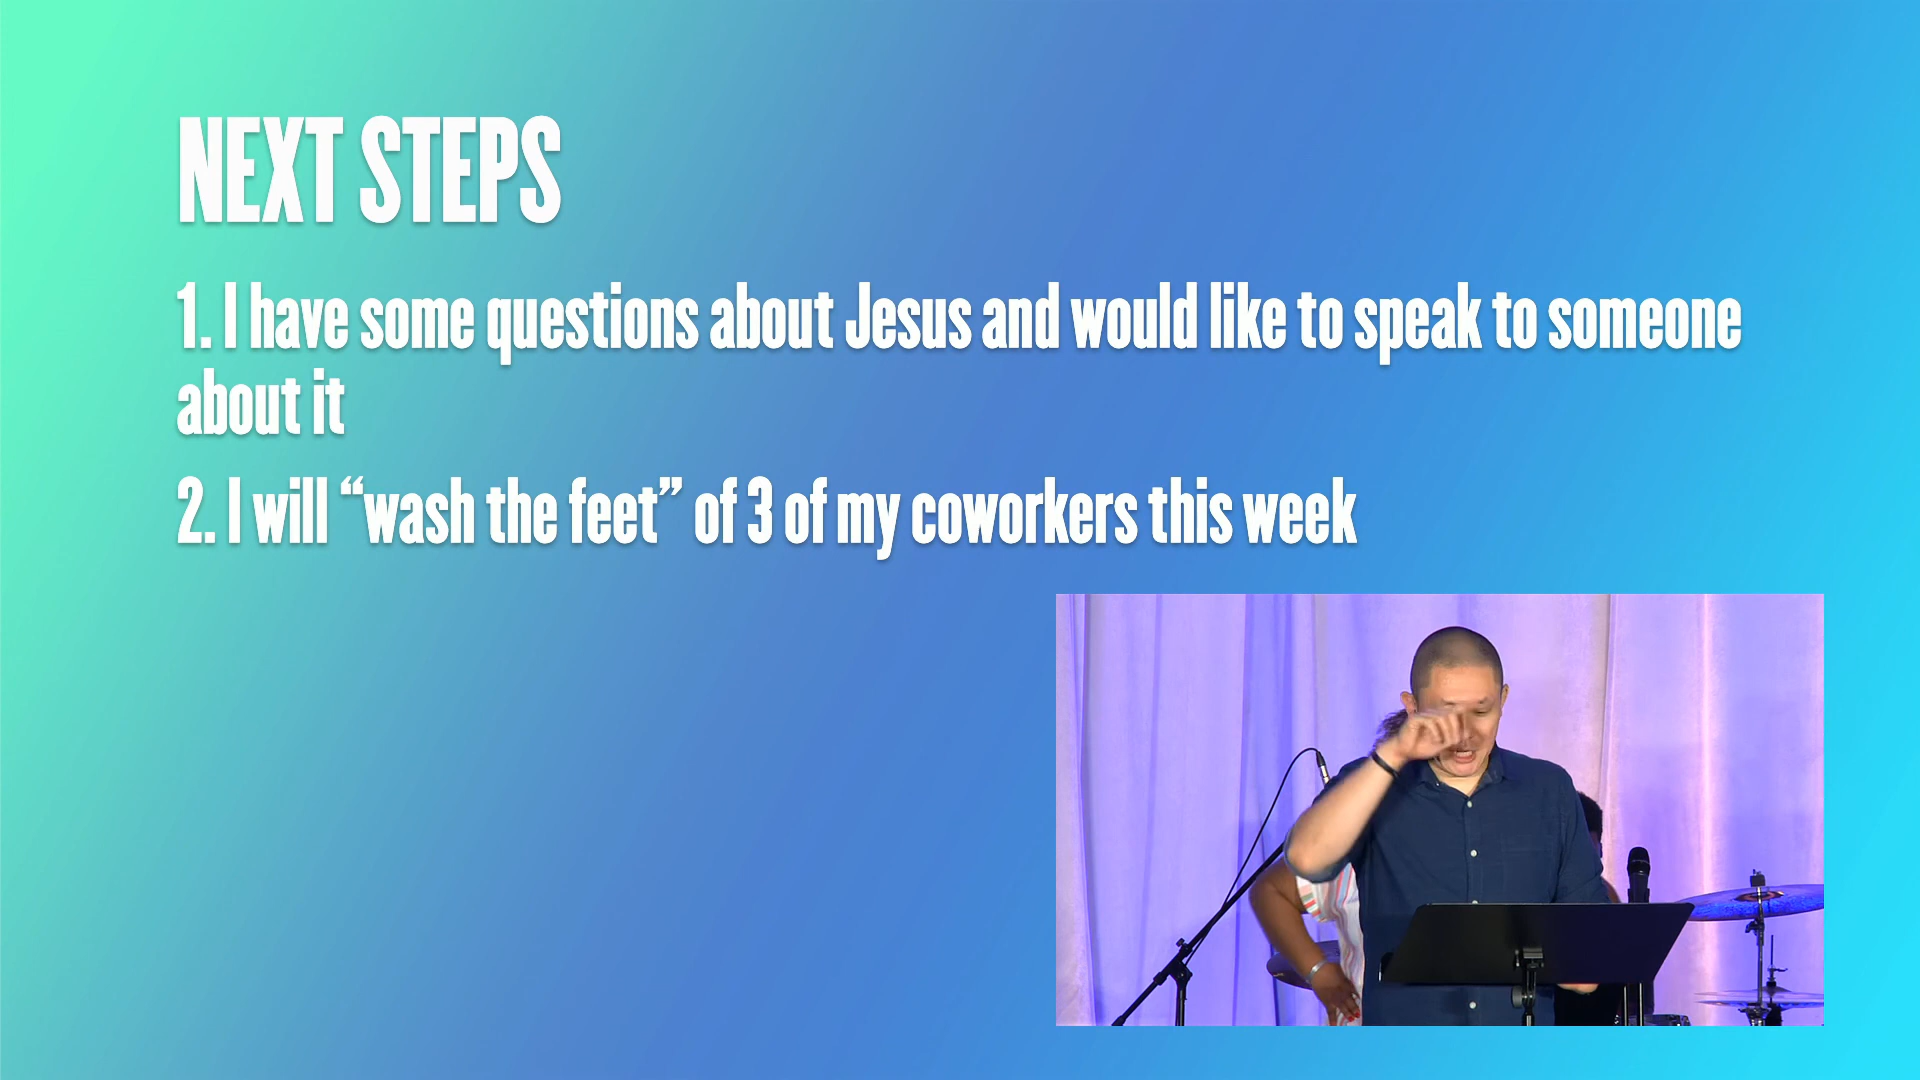 NEXT STEPS
1. I have some questions about Jesus and would like to speak to someone
about it
2. I will “wash the feet” of 3 of my coworkers this week